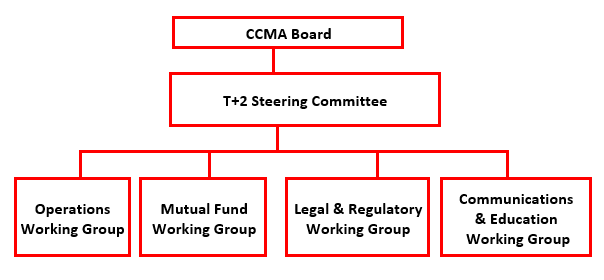 CCMA Board
T+2 Steering Committee
Operations
Working Group
Mutual Fund
Working Group
Legal & Regulatory
Working Group
Communications
& Education
Working Group